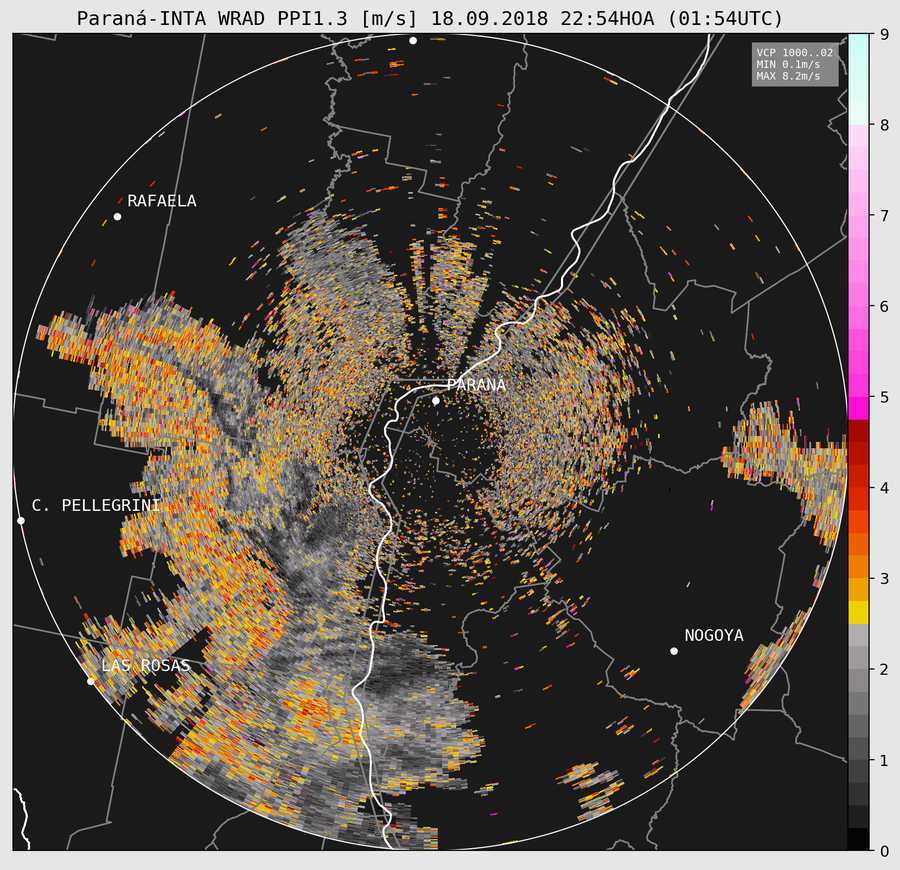 Paraná-INTA WRAD PPI1.3 [m/s] 18.09.2018 22:54HOA (01:54UTC)
VCP 1000..02
MIN 0.1m/s
MAX 8.2m/s
RAFAELA
PARANÁ
C. PELLEGRINI
NOGOYA
LAS ROSAS
9
8
7
6
5
4
3
2
1
0